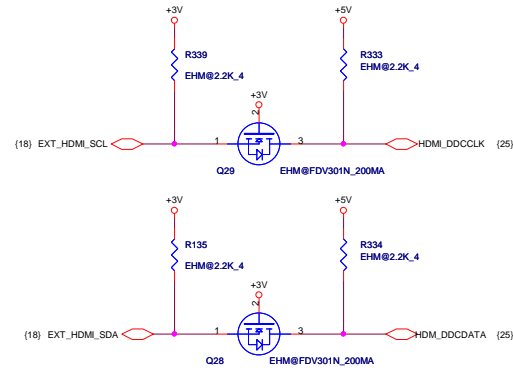 +3V
+5V
R339
EHM@2.2K_4
R333
EHM@2.2K_4
+3V
2
{18} EXT_HDMI_SCL
1
3
HDMI_DDCCLK {25}
Q29
EHM@FDV301N_200MA
+3V
+5V
R135
EHM@2.2K_4
R334
EHM@2.2K_4
+3V
2
{18} EXT_HDMI_SDA
1
3
HDM_DDCDATA {25}
Q28
EHM@FDV301N_200MA